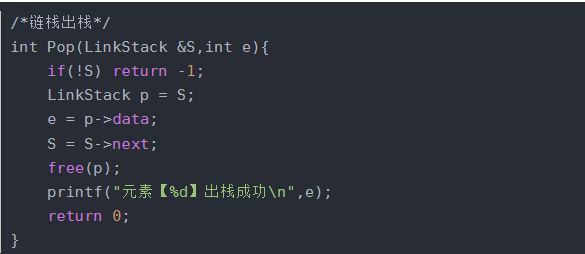 /*链栈出栈*/
int Pop(LinkStack &S,int e){
    if(!S) return -1;
    LinkStack p = S;
    e = p->data;
    S = S->next;
    free(p);
    printf("元素【%d】出栈成功\n",e);
    return 0;
}